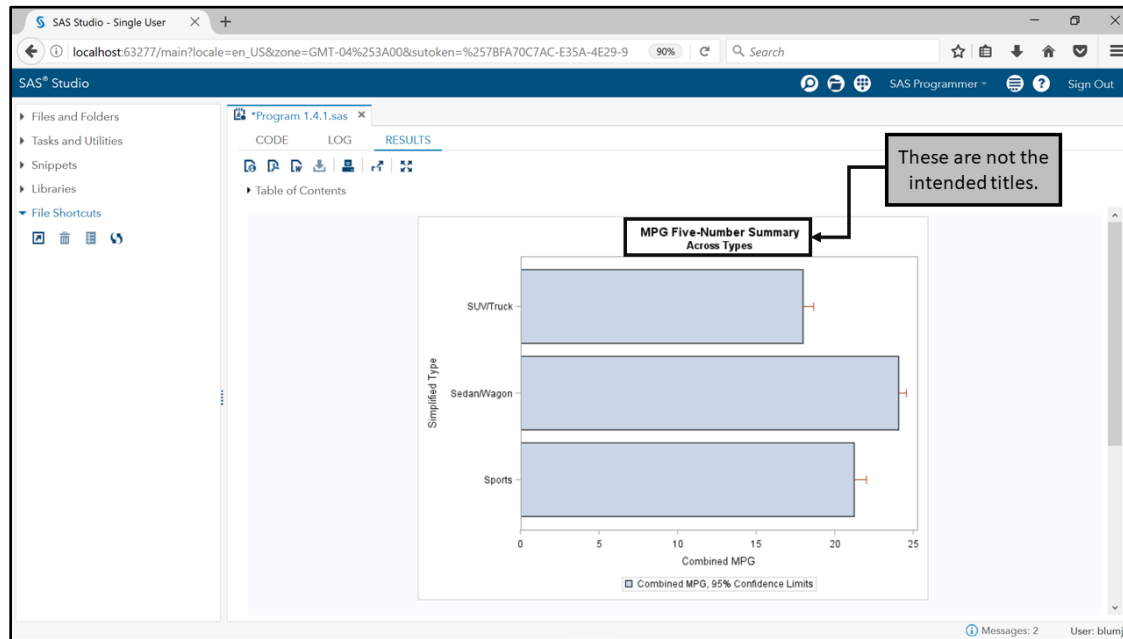 SAS Studio - Single User
localhost:63277/main?locale=en_US&zone=GMT-04%253A00&sutoken=%257BFA70C7AC-E35A-4E29-9
90%
Search
SAS® Studio
SAS Programmer
Sign Out
Files and Folders
Tasks and Utilities
Snippets
Libraries
File Shortcuts
*Program 1.4.1.sas
CODE
LOG
RESULTS
Table of Contents
These are not the
intended titles.
MPG Five-Number Summary
Across Types
Simplified Type
SUV/Truck
Sedan/Wagon
Sports
0
5
10
15
20
25
Combined MPG
Combined MPG, 95% Confidence Limits
Messages: 2
User: blumj